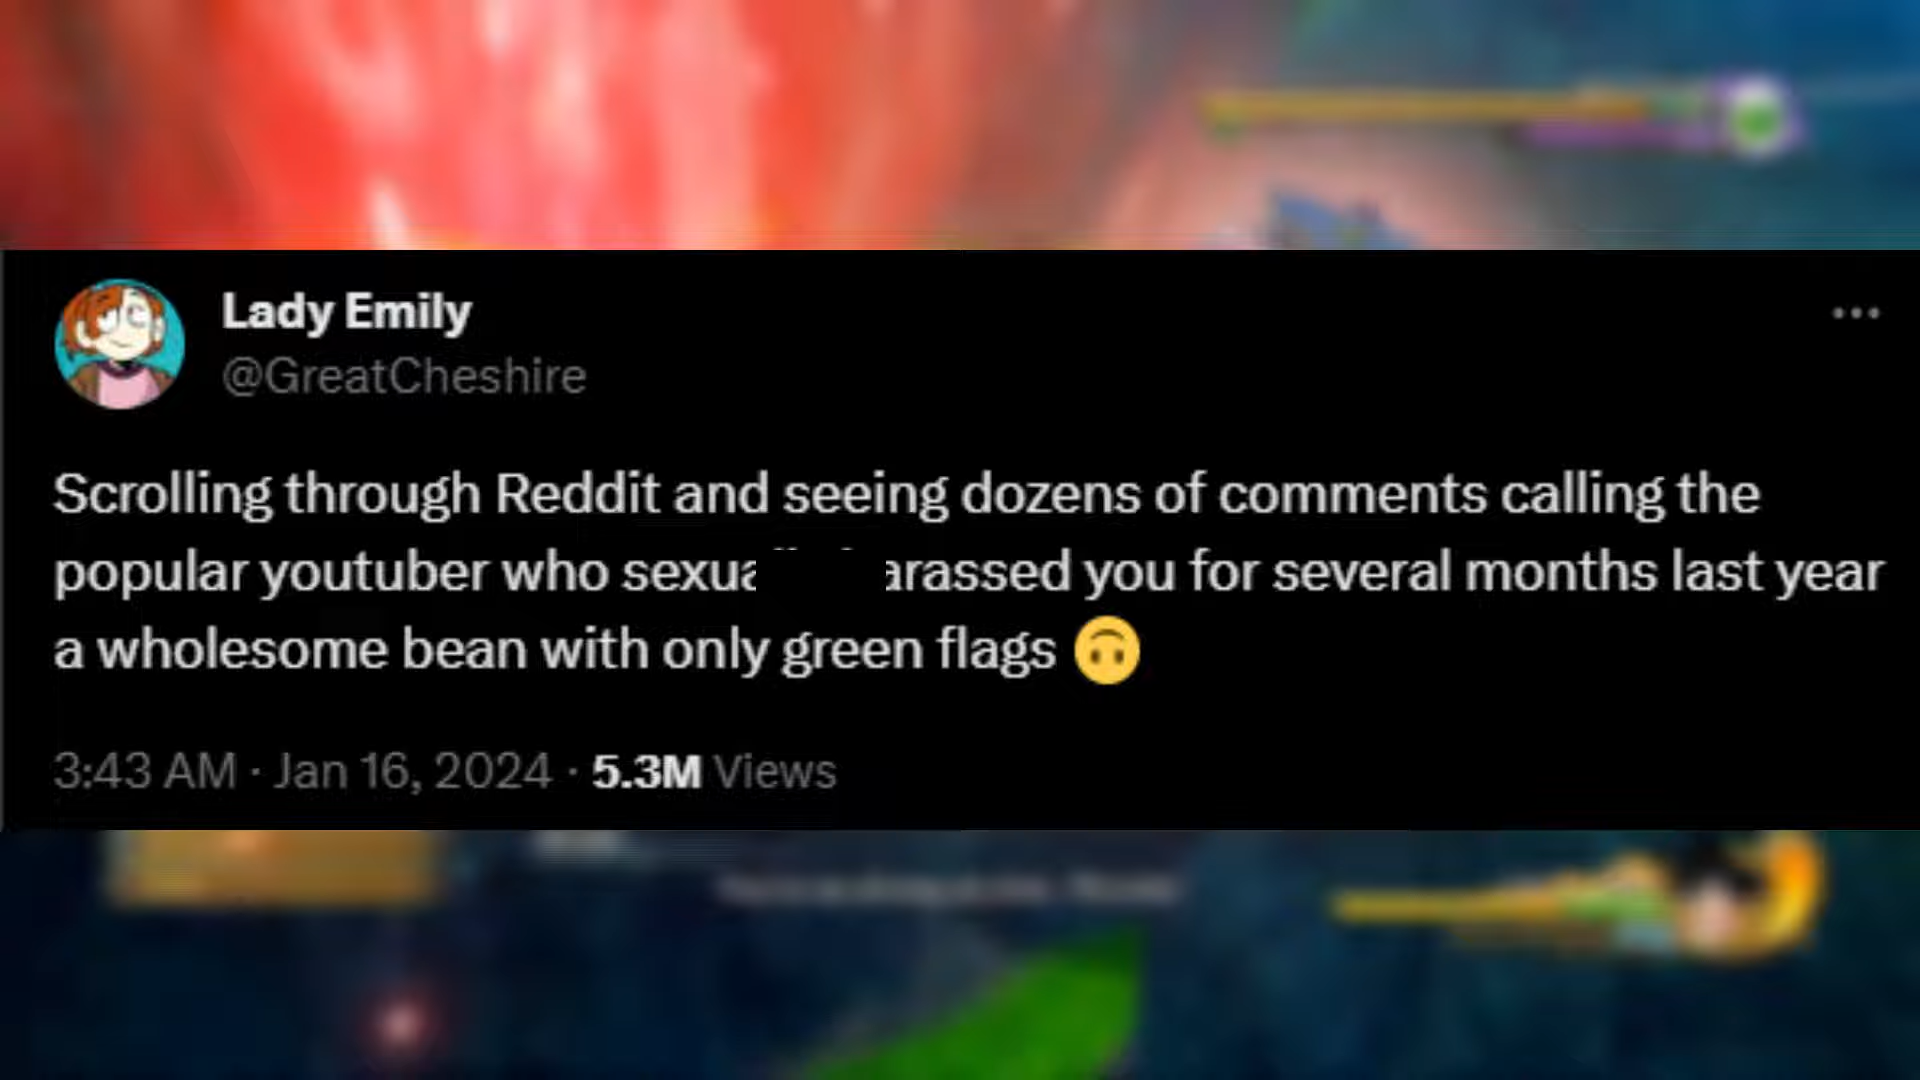 Lady Emily
@GreatCheshire
Scrolling through Reddit and seeing dozens of comments calling the
popular youtuber who sexua arassed you for several months last year
a wholesome bean with only green flags 🙃
3:43 AM · Jan 16, 2024 · 5.3M Views